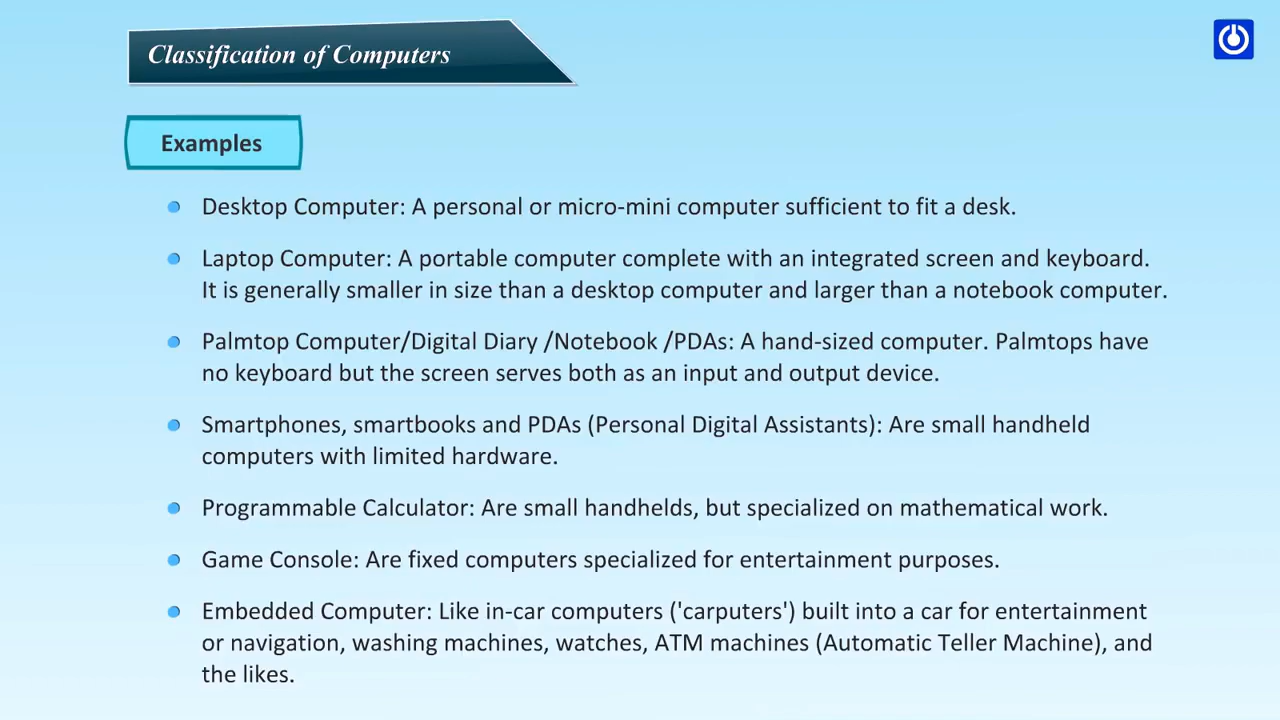 Classification of Computers
Examples
Desktop Computer: A personal or micro-mini computer sufficient to fit a desk.
Laptop Computer: A portable computer complete with an integrated screen and keyboard.
It is generally smaller in size than a desktop computer and larger than a notebook computer.
Palmtop Computer/Digital Diary /Notebook /PDAs: A hand-sized computer. Palmtops have
no keyboard but the screen serves both as an input and output device.
Smartphones, smartbooks and PDAs (Personal Digital Assistants): Are small handheld
computers with limited hardware.
Programmable Calculator: Are small handhelds, but specialized on mathematical work.
Game Console: Are fixed computers specialized for entertainment purposes.
Embedded Computer: Like in-car computers ('carputers') built into a car for entertainment
or navigation, washing machines, watches, ATM machines (Automatic Teller Machine), and
the likes.